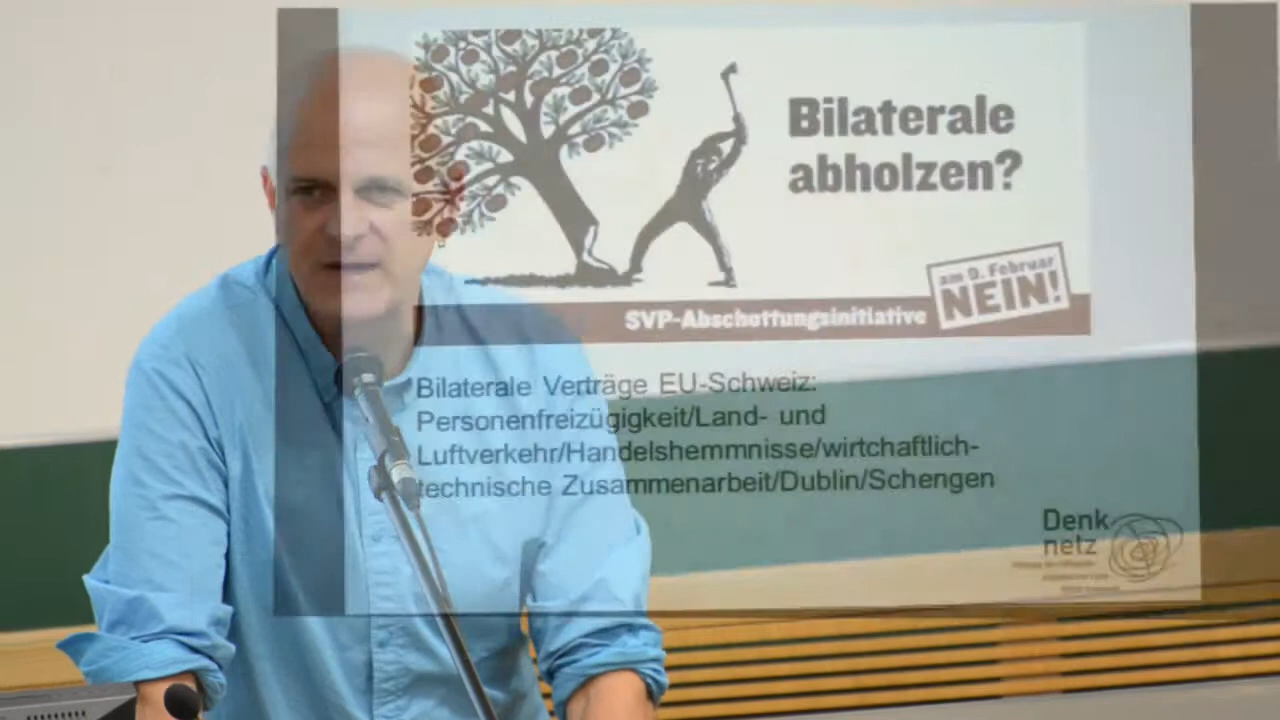 Bilaterale
abholzen?
am 9. Februar
NEIN!
SVP-Abschottungsinitiative
Bilaterale Verträge EU-Schweiz:
Personenfreizügigkeit/Land- und
Luftverkehr/Handelshemmnisse/wirtchaftlich-
technische Zusammenarbeit/Dublin/Schengen
Denk
netz